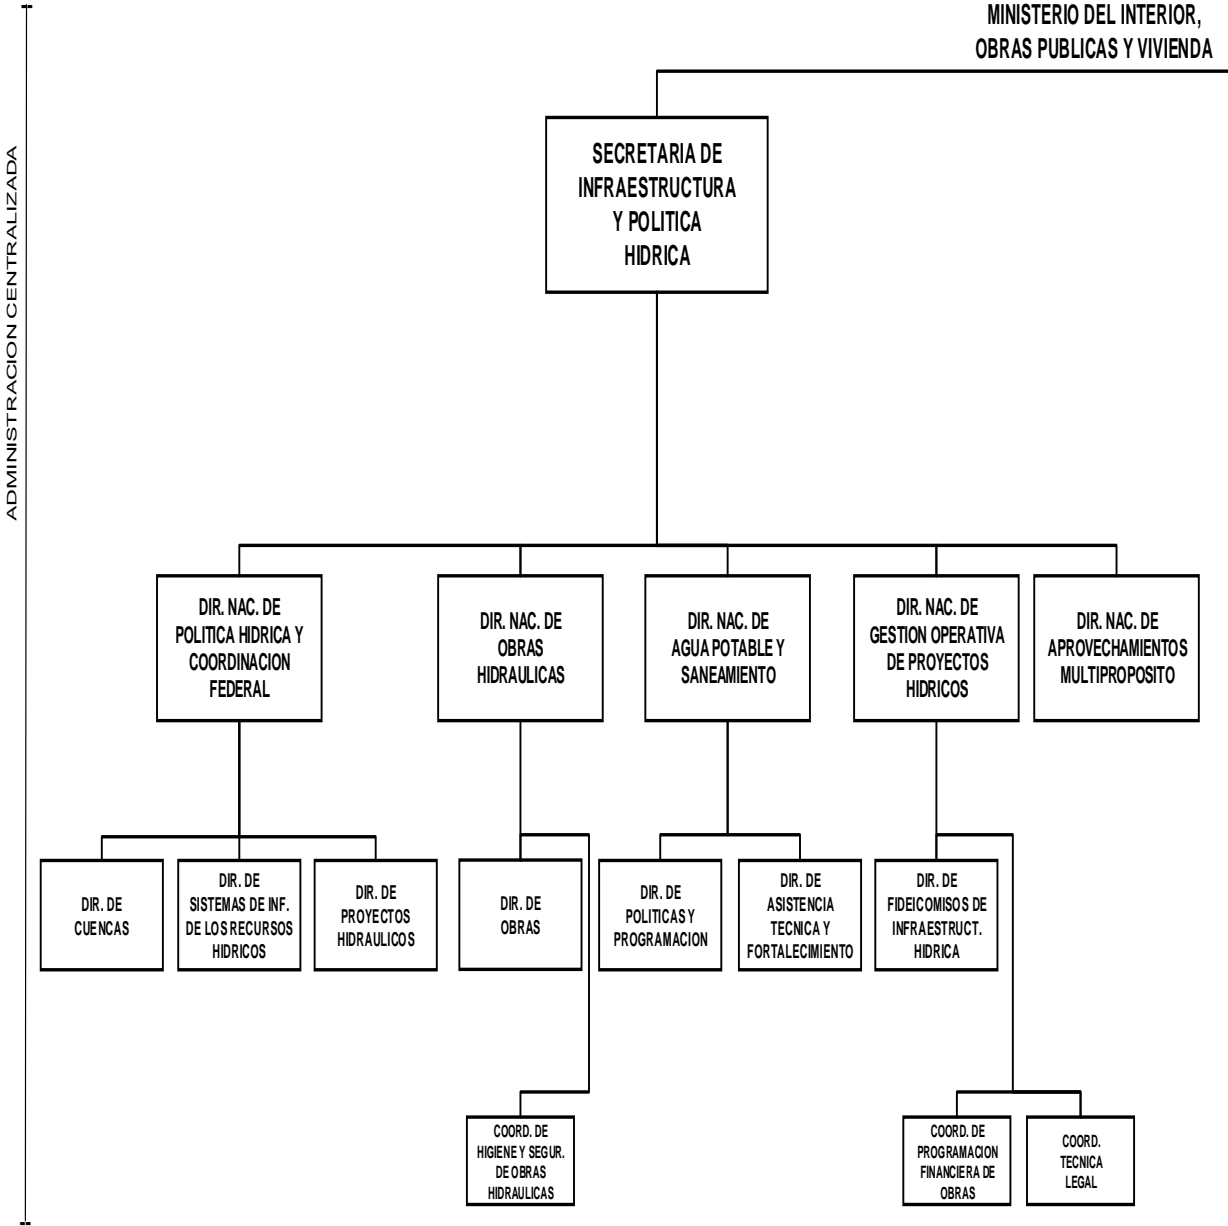 MINISTERIO DEL INTERIOR,
OBRAS PUBLICAS Y VIVIENDA
ADMINISTRACION CENTRALIZADA
SECRETARIA DE
INFRAESTRUCTURA
Y POLITICA
HIDRICA
DIR. NAC. DE
POLITICA HIDRICA Y
COORDINACION
FEDERAL
DIR. NAC. DE
OBRAS
HIDRAULICAS
DIR. NAC. DE
AGUA POTABLE Y
SANEAMIENTO
DIR. NAC. DE
GESTION OPERATIVA
DE PROYECTOS
HIDRICOS
DIR. NAC. DE
APROVECHAMIENTOS
MULTIPROPOSITO
DIR. DE
CUENCAS
DIR. DE
SISTEMAS DE INF.
DE LOS RECURSOS
HIDRICOS
DIR. DE
PROYECTOS
HIDRAULICOS
DIR. DE
OBRAS
DIR. DE
POLITICAS Y
PROGRAMACION
DIR. DE
ASISTENCIA
TECNICA Y
FORTALECIMIENTO
DIR. DE
FIDEICOMISOS DE
INFRAESTRUCT.
HIDRICA
COORD. DE
HIGIENE Y SEGUR.
DE OBRAS
HIDRAULICAS
COORD. DE
PROGRAMACION
FINANCIERA DE
OBRAS
COORD.
TECNICA
LEGAL